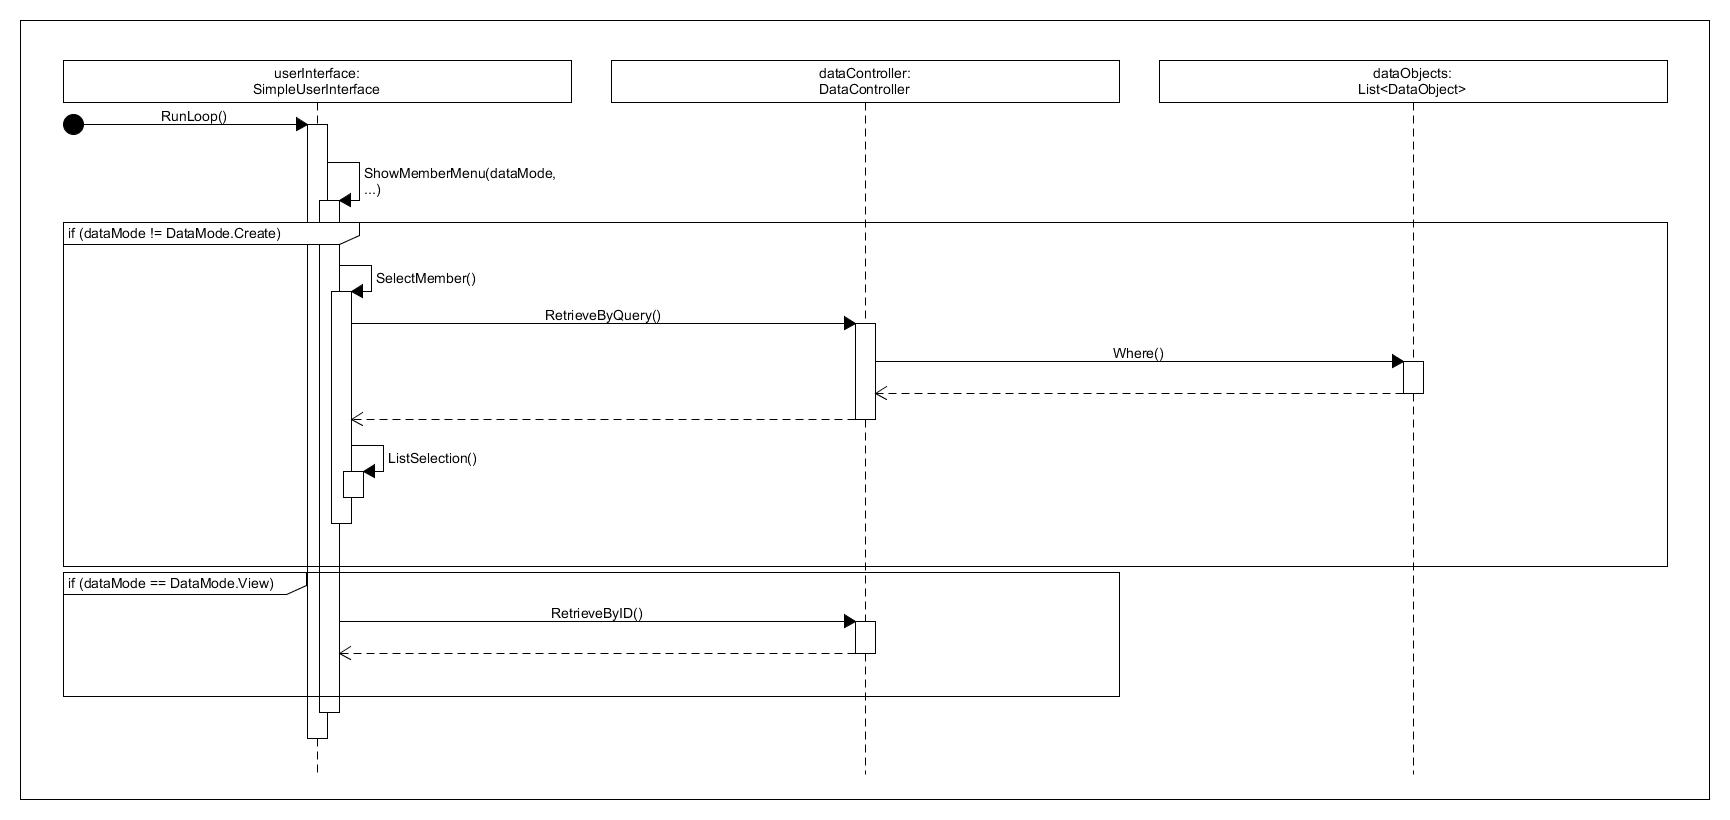 userInterface:
SimpleUserInterface
dataController:
DataController
dataObjects:
List<DataObject>
RunLoop()
ShowMemberMenu(dataMode,
...)
if (dataMode != DataMode.Create)
SelectMember()
RetrieveByQuery()
Where()
ListSelection()
if (dataMode == DataMode.View)
RetrieveByID()